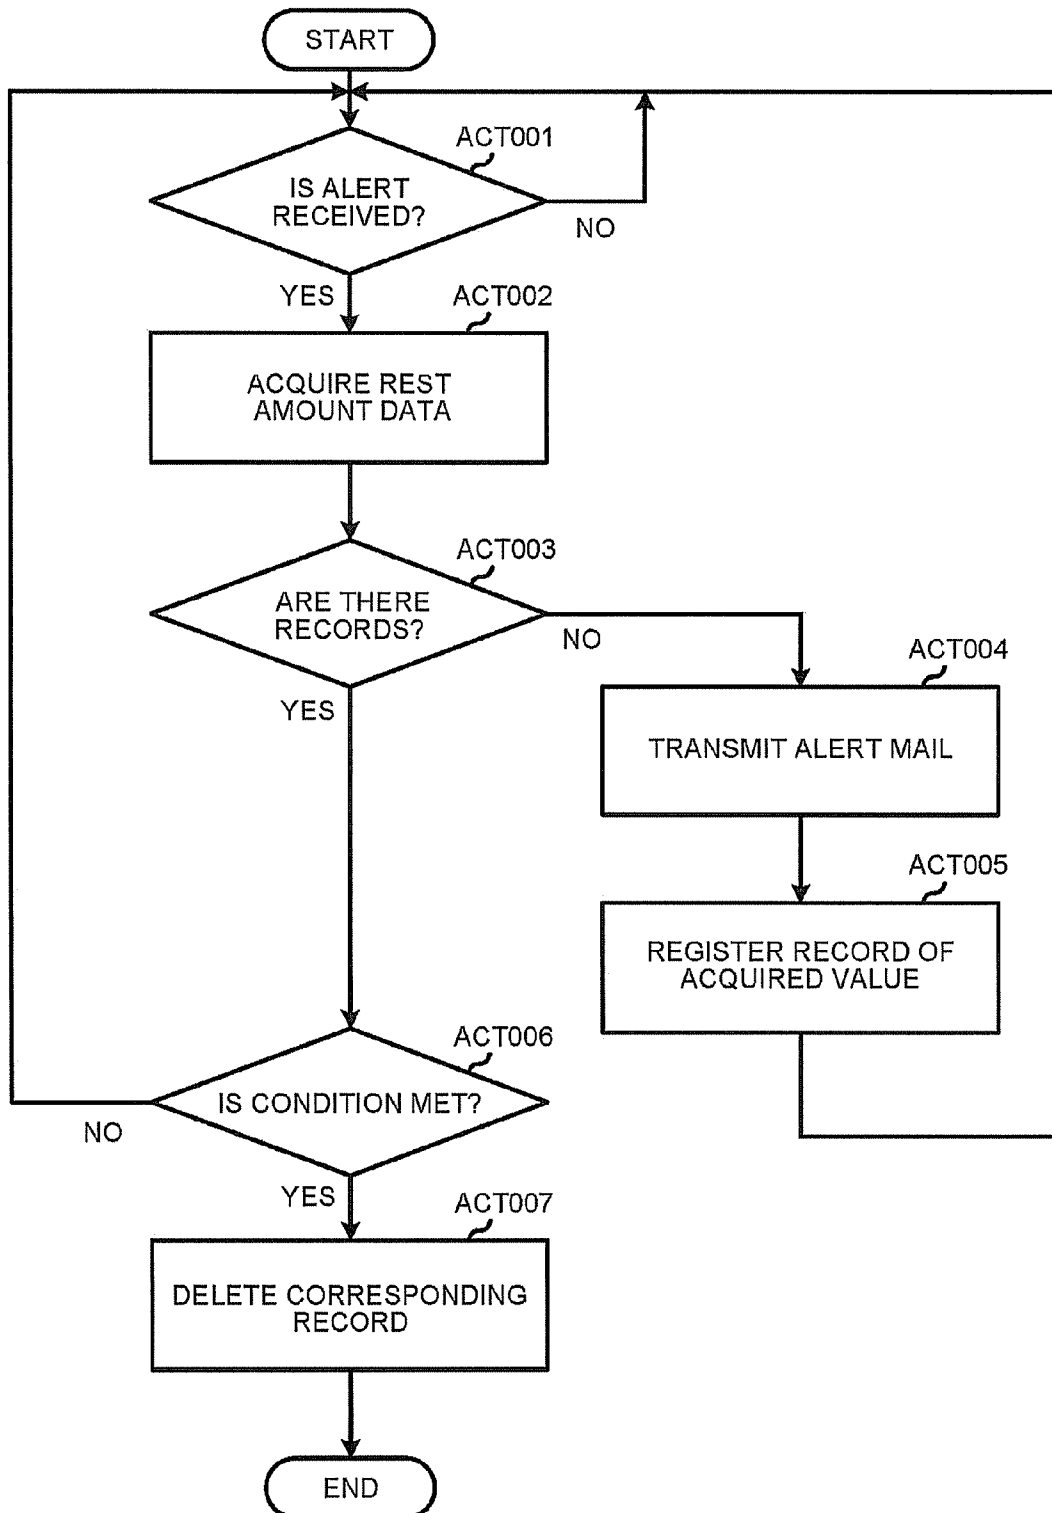 START
ACT001
IS ALERT
RECEIVED?
NO
YES
ACT002
ACQUIRE REST
AMOUNT DATA
ACT003
ARE THERE
RECORDS?
NO
YES
ACT004
TRANSMIT ALERT MAIL
ACT005
REGISTER RECORD OF
ACQUIRED VALUE
ACT006
IS CONDITION MET?
NO
YES
ACT007
DELETE CORRESPONDING
RECORD
END